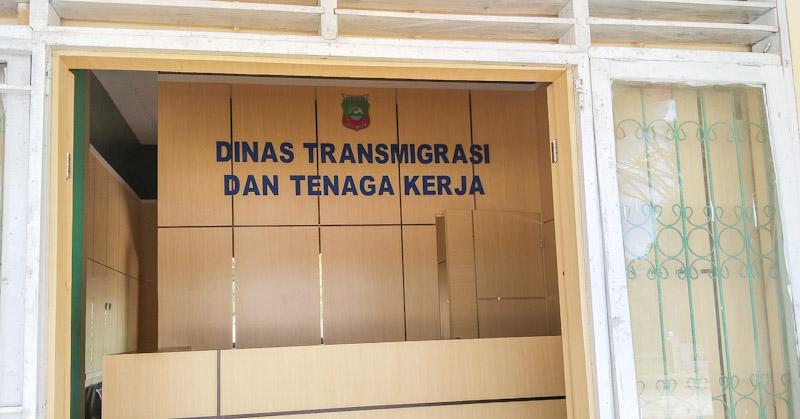 DINAS TRANSMIGRASI
DAN TENAGA KERJA